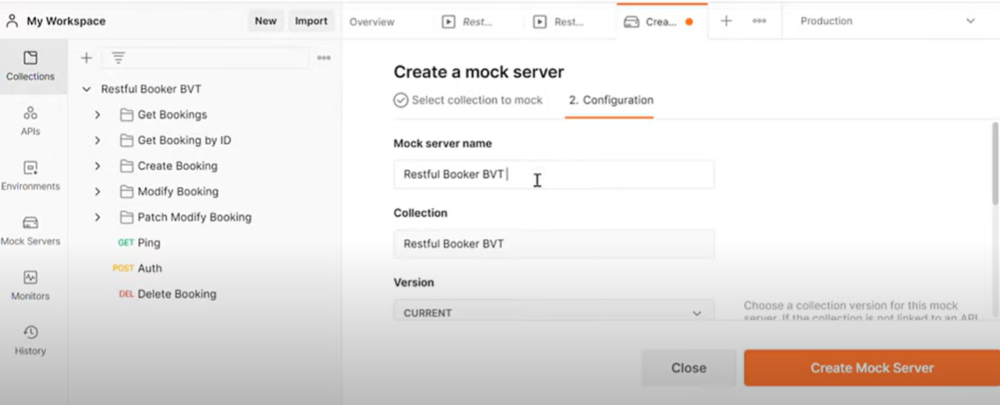 My Workspace
New
Import
Overview
Rest...
Rest...
Crea...
Production
Collections
APIs
Environments
Mock Servers
Monitors
History
Restful Booker BVT
Get Bookings
Get Booking by ID
Create Booking
Modify Booking
Patch Modify Booking
GET Ping
POST Auth
DEL Delete Booking
Create a mock server
Select collection to mock
2. Configuration
Mock server name
Restful Booker BVT
Collection
Restful Booker BVT
Version
CURRENT
Choose a collection version for this mock
server. If the collection is not linked to an API
Close
Create Mock Server